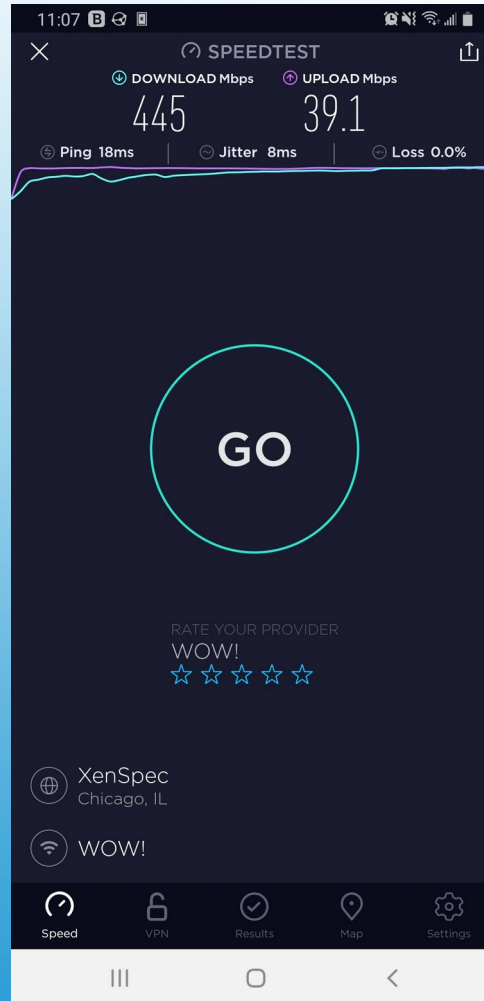 11:07 B
SPEEDTEST
DOWNLOAD Mbps UPLOAD Mbps
445 39.1
Ping 18ms Jitter 8ms Loss 0.0%
GO
RATE YOUR PROVIDER
WOW!
XenSpec
Chicago, IL
WOW!
Speed VPN Results Map Settings